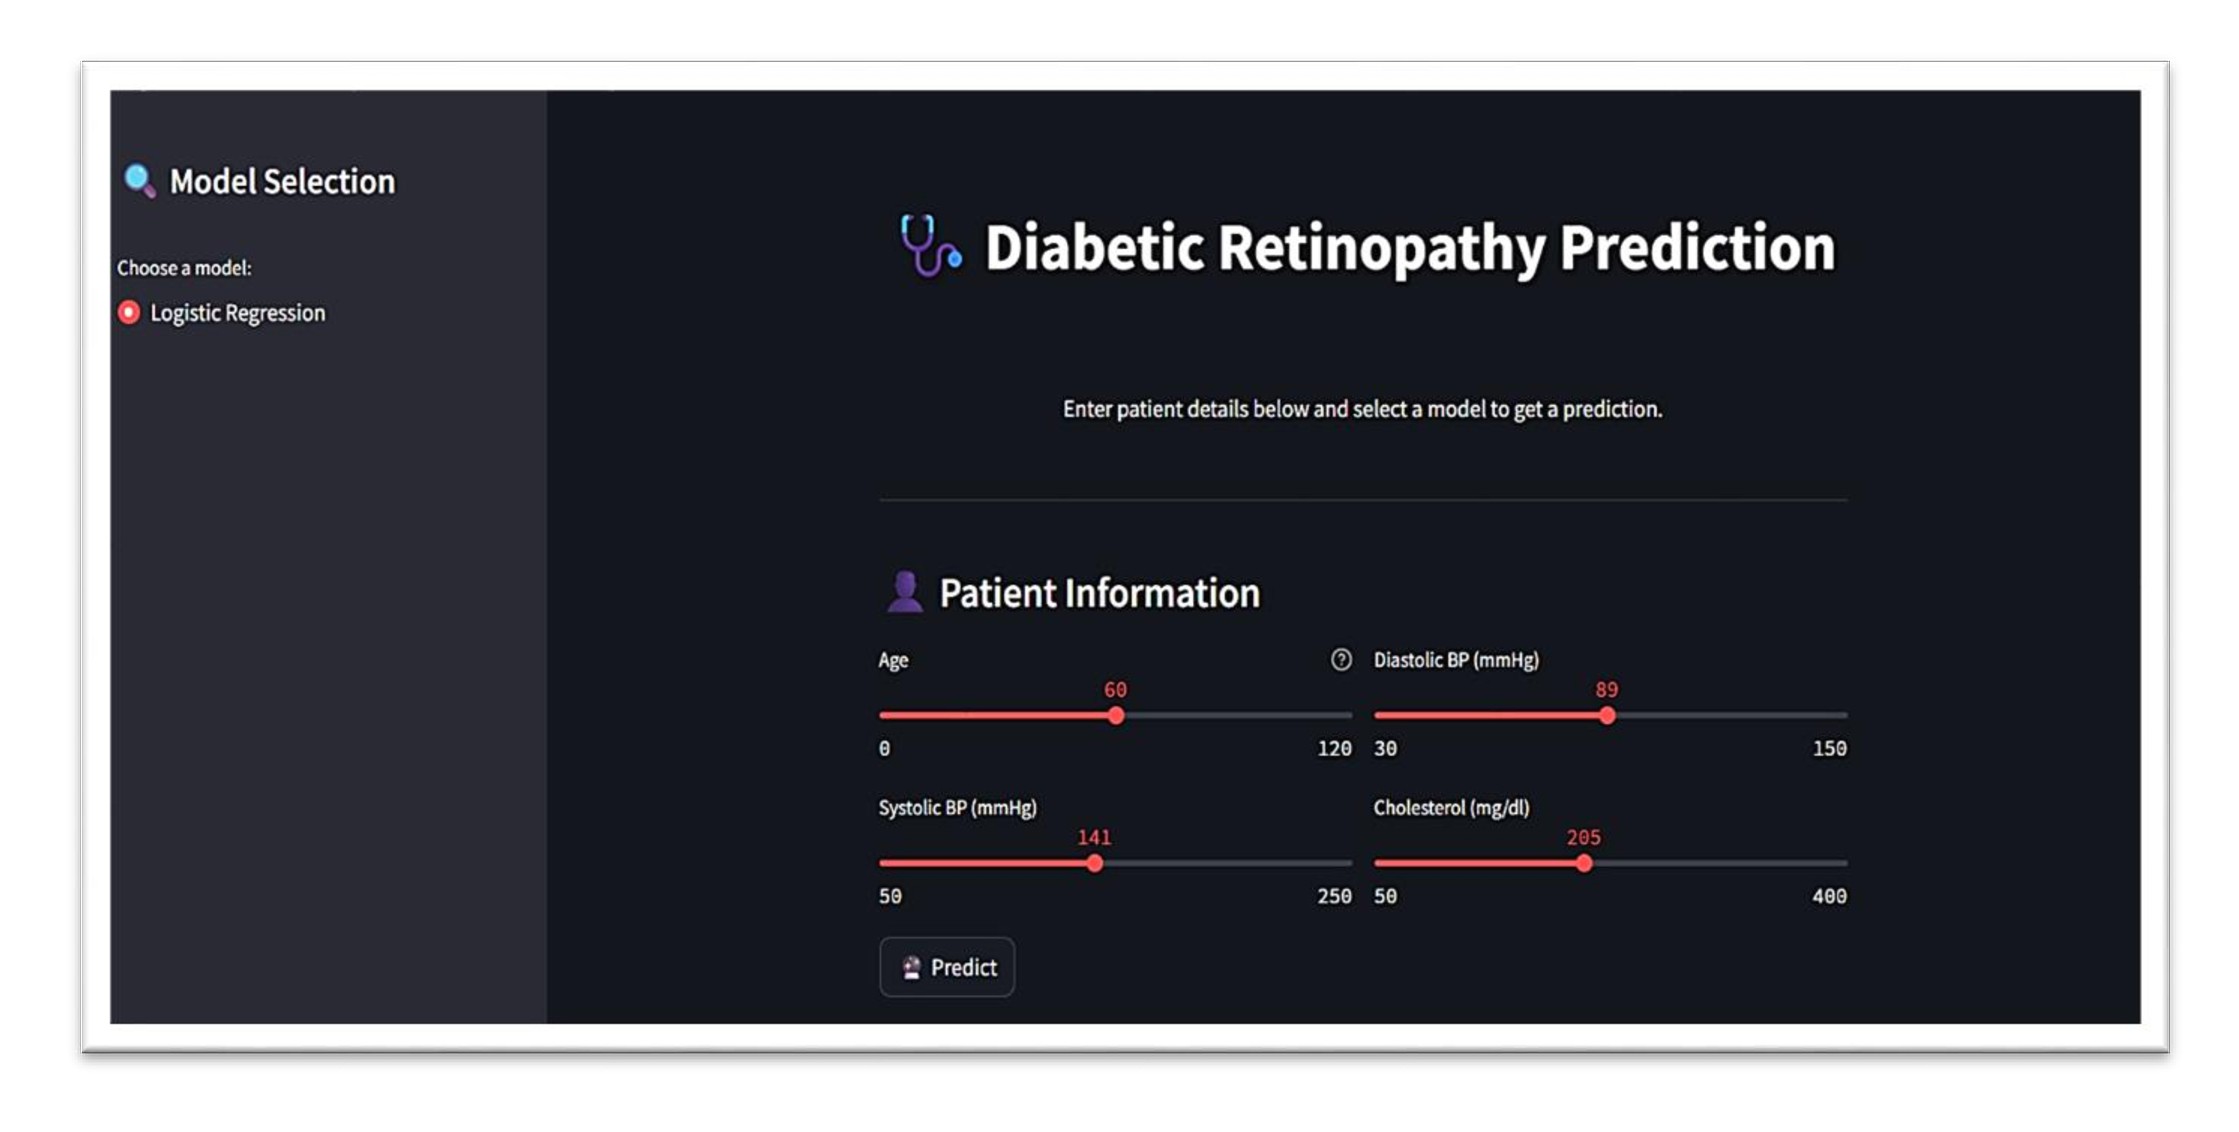 Model Selection
Choose a model:
Logistic Regression
Diabetic Retinopathy Prediction
Enter patient details below and select a model to get a prediction.
Patient Information
Age
60
0 120
Diastolic BP (mmHg)
89
30 150
Systolic BP (mmHg)
141
50 250
Cholesterol (mg/dl)
205
50 400
Predict